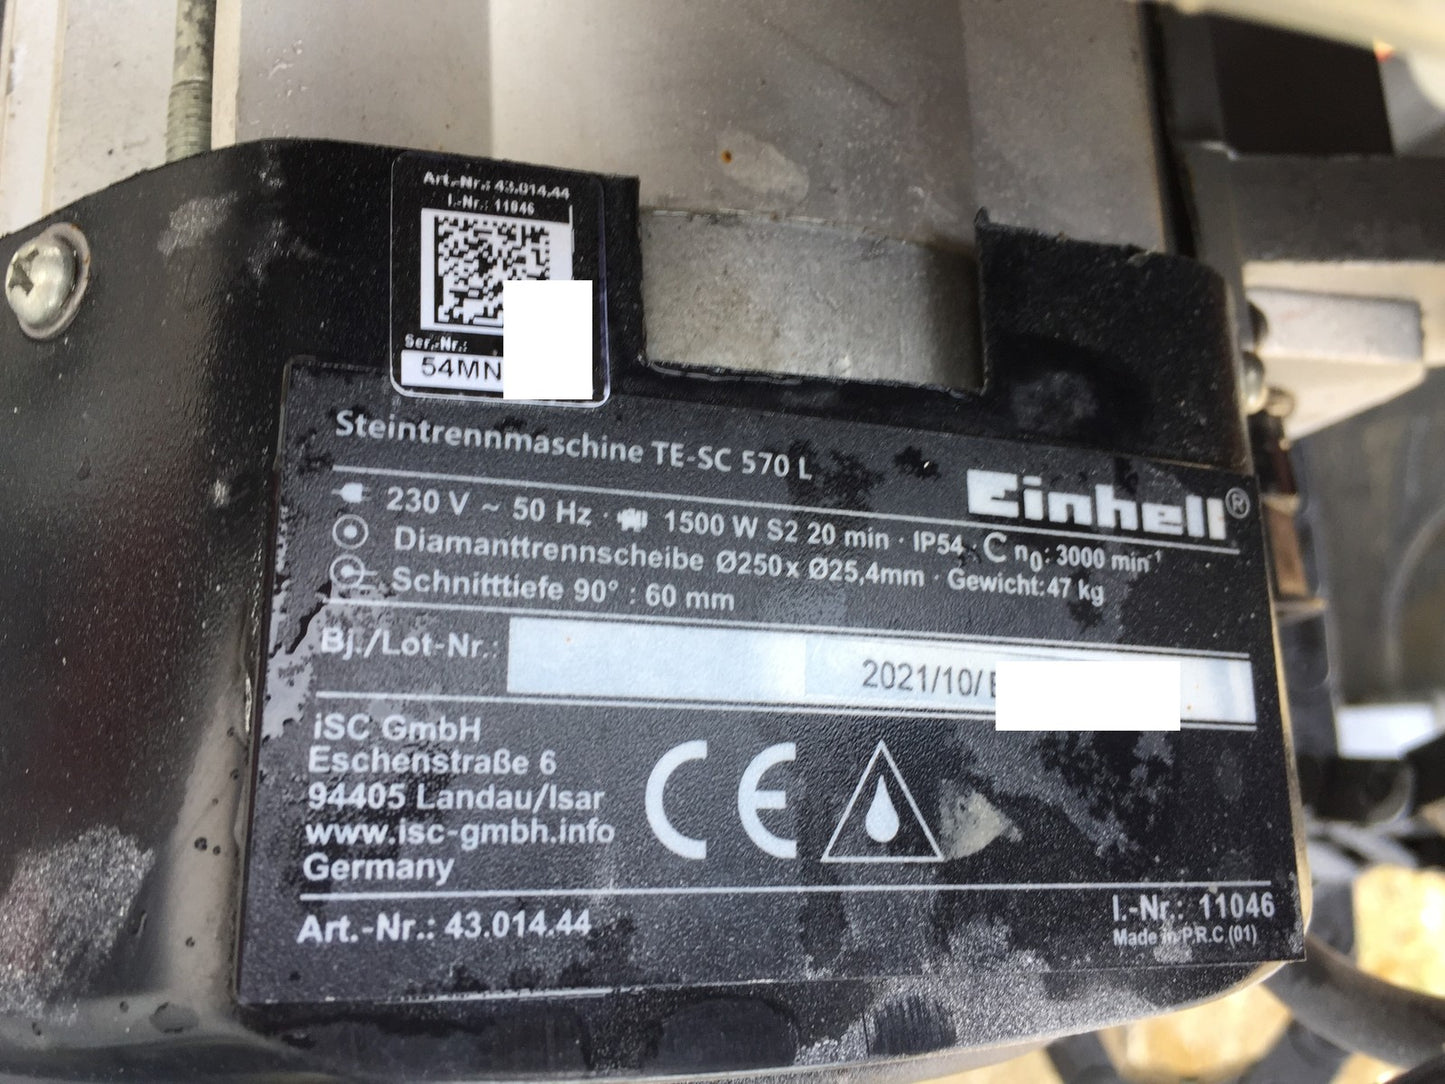 Art.-Nr.: 43.014.44
I.-Nr.: 11046
Ser.-Nr.:
54MN
Steintrennmaschine TE-SC 570 L
Einhell®
230 V ~ 50 Hz · 1500 W S2 20 min · IP54 · n0: 3000 min-1
Diamanttrennscheibe Ø250x Ø25,4mm · Gewicht: 47 kg
Schnitttiefe 90° : 60 mm
Bj./Lot-Nr.:
2021/10/
iSC GmbH
Eschenstraße 6
94405 Landau/Isar
www.isc-gmbh.info
Germany
CE
Art.-Nr.: 43.014.44
I.-Nr.: 11046
Made in P.R.C.(01)